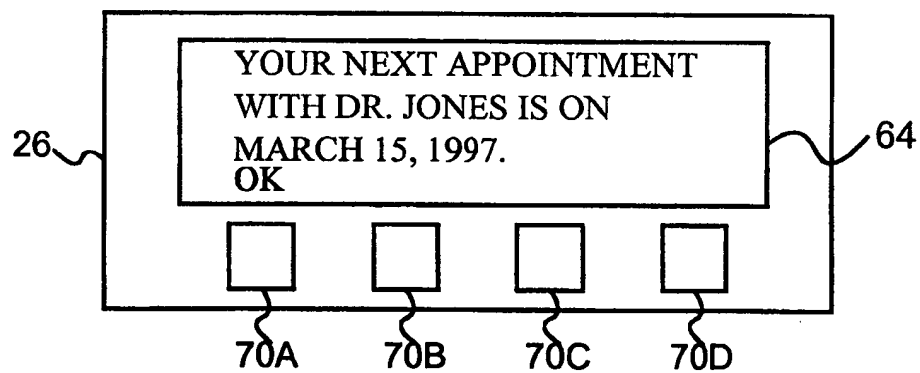 YOUR NEXT APPOINTMENT
WITH DR. JONES IS ON
MARCH 15, 1997.
OK
26
64
70A 70B 70C 70D